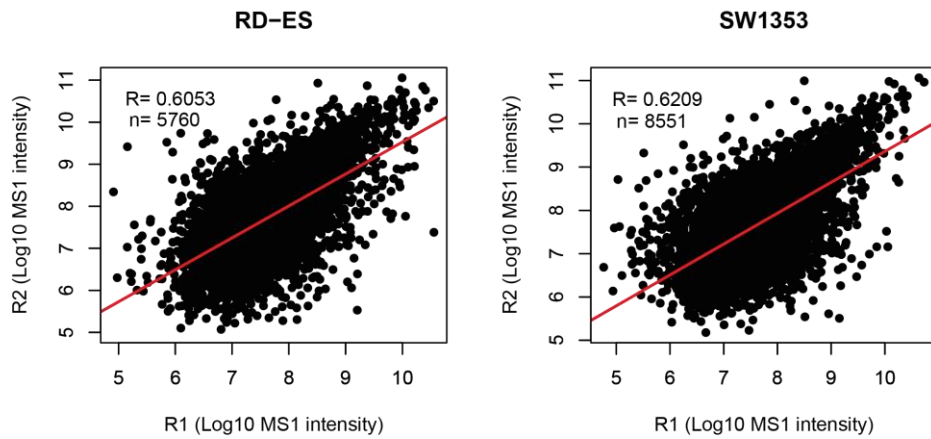 RD−ES
R= 0.6053
n= 5760
R2 (Log10 MS1 intensity)
11
10
9
8
7
6
5
5 6 7 8 9 10
R1 (Log10 MS1 intensity)
SW1353
R= 0.6209
n= 8551
R2 (Log10 MS1 intensity)
11
10
9
8
7
6
5
5 6 7 8 9 10
R1 (Log10 MS1 intensity)